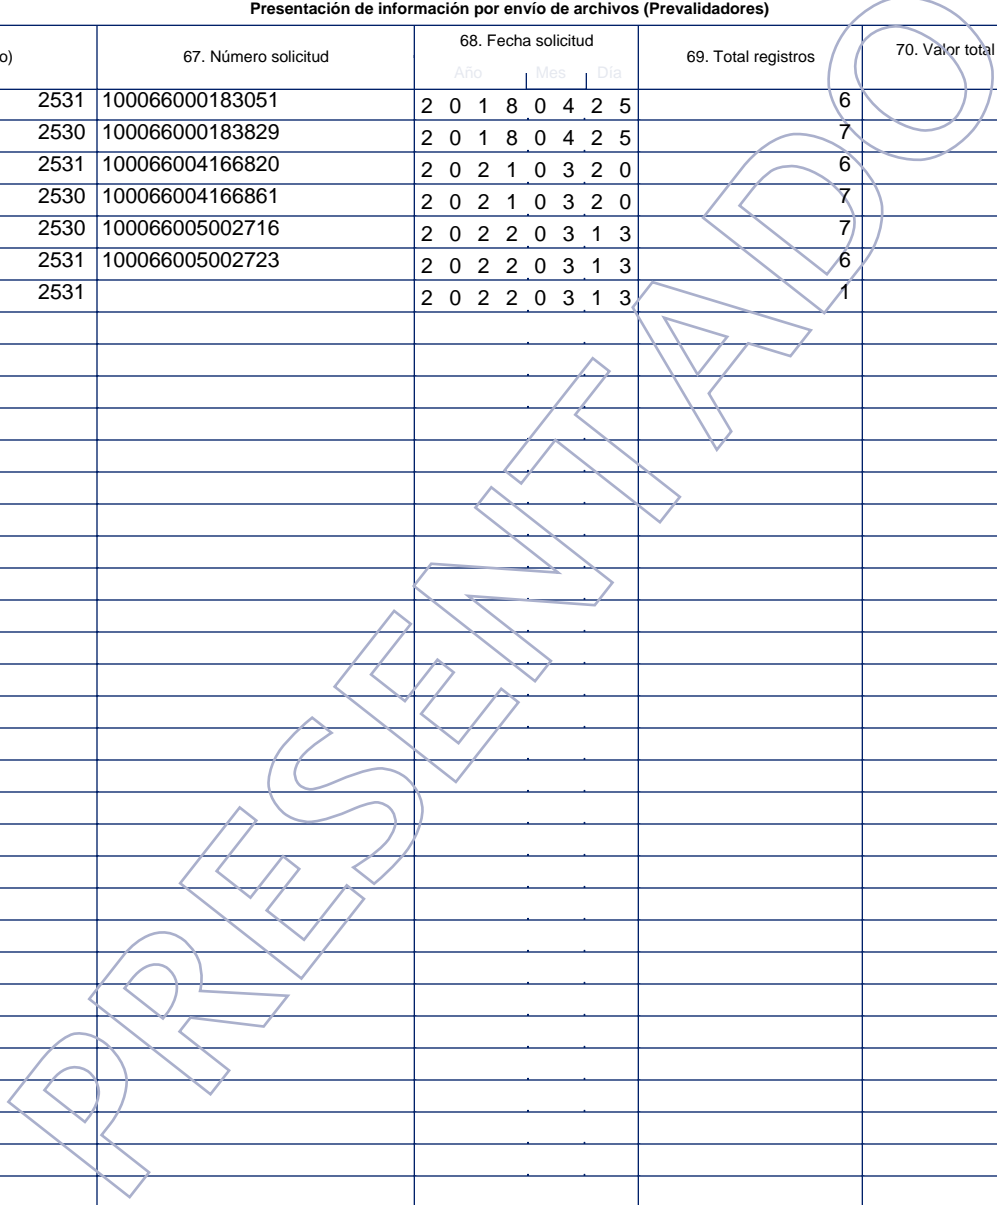 Presentación de información por envío de archivos (Prevalidadores)
o) 67. Número solicitud 68. Fecha solicitud 69. Total registros 70. Valor total
Año Mes Día
2531 100066000183051 2 0 1 8 0 4 2 5 6
2530 100066000183829 2 0 1 8 0 4 2 5 7
2531 100066004166820 2 0 2 1 0 3 2 0 6
2530 100066004166861 2 0 2 1 0 3 2 0 7
2530 100066005002716 2 0 2 2 0 3 1 3 7
2531 100066005002723 2 0 2 2 0 3 1 3 6
2531 2 0 2 2 0 3 1 3 1
PRESENTADO